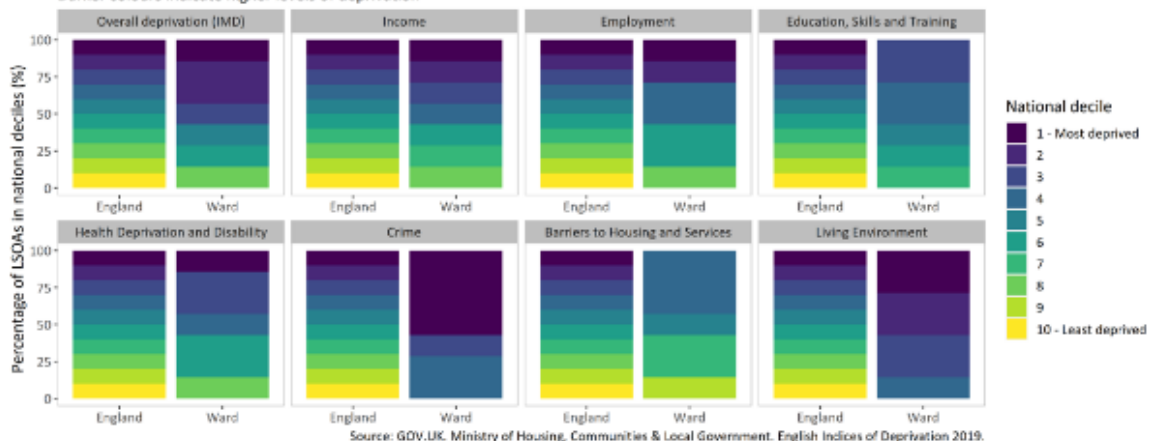 Overall deprivation (IMD) Income Employment Education, Skills and Training
100
75
50
25
0
England Ward England Ward England Ward England Ward
Health Deprivation and Disability Crime Barriers to Housing and Services Living Environment
100
75
50
25
0
England Ward England Ward England Ward England Ward
Percentage of LSOAs in national deciles (%)
National decile
1 - Most deprived
2
3
4
5
6
7
8
9
10 - Least deprived
Source: GOV.UK. Ministry of Housing, Communities & Local Government. English Indices of Deprivation 2019.